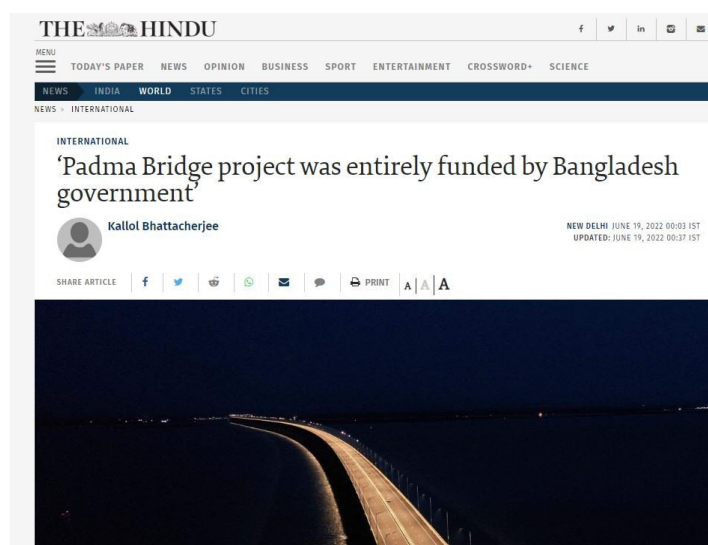 THE HINDU
MENU
TODAY'S PAPER NEWS OPINION BUSINESS SPORT ENTERTAINMENT CROSSWORD+ SCIENCE
NEWS INDIA WORLD STATES CITIES
NEWS » INTERNATIONAL
INTERNATIONAL
‘Padma Bridge project was entirely funded by Bangladesh
government’
Kallol Bhattacherjee
NEW DELHI JUNE 19, 2022 00:03 IST
UPDATED: JUNE 19, 2022 00:37 IST
SHARE ARTICLE PRINT A A A